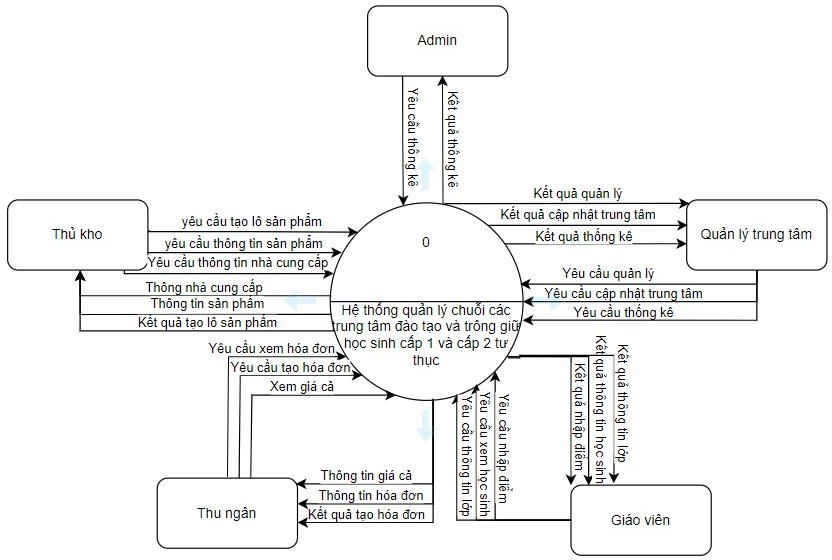 Admin
Yêu cầu thống kê
Kết quả thống kê
Kết quả quản lý
Kết quả cập nhật trung tâm
Kết quả thống kê
Quản lý trung tâm
Yêu cầu quản lý
Yêu cầu cập nhật trung tâm
Yêu cầu thống kê
Thủ kho
yêu cầu tạo lô sản phẩm
yêu cầu thông tin sản phẩm
Yêu cầu thông tin nhà cung cấp
Thông nhà cung cấp
Thông tin sản phẩm
Kết quả tạo lô sản phẩm
0
Hệ thống quản lý chuỗi các
trung tâm đào tạo và trông giữ
học sinh cấp 1 và cấp 2 tư
thục
Yêu cầu xem hóa đơn
Yêu cầu tạo hóa đơn
Xem giá cả
Thông tin giá cả
Thông tin hóa đơn
Kết quả tạo hóa đơn
Thu ngân
Yêu cầu thông tin lớp
Yêu cầu xem học sinh
Yêu cầu nhập điểm
Kết quả nhập điểm
Kết quả thông tin học sinh
Kết quả thông tin lớp
Giáo viên